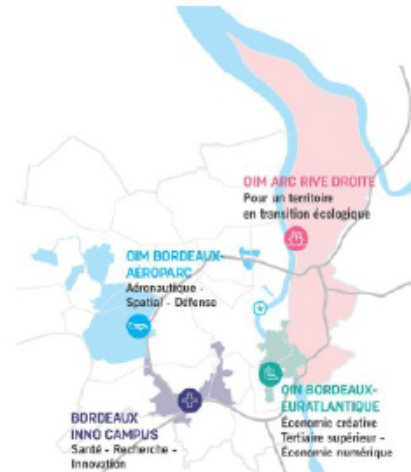 OIM ARC RIVE DROITE
Pour un territoire
en transition écologique
OIM BORDEAUX-
AÉROPARC
Aéronautique -
Spatial - Défense
OIN BORDEAUX-
EURATLANTIQUE
Économie créative
Tertiaire supérieur -
Économie numérique
BORDEAUX
INNO CAMPUS
Santé - Recherche -
Innovation